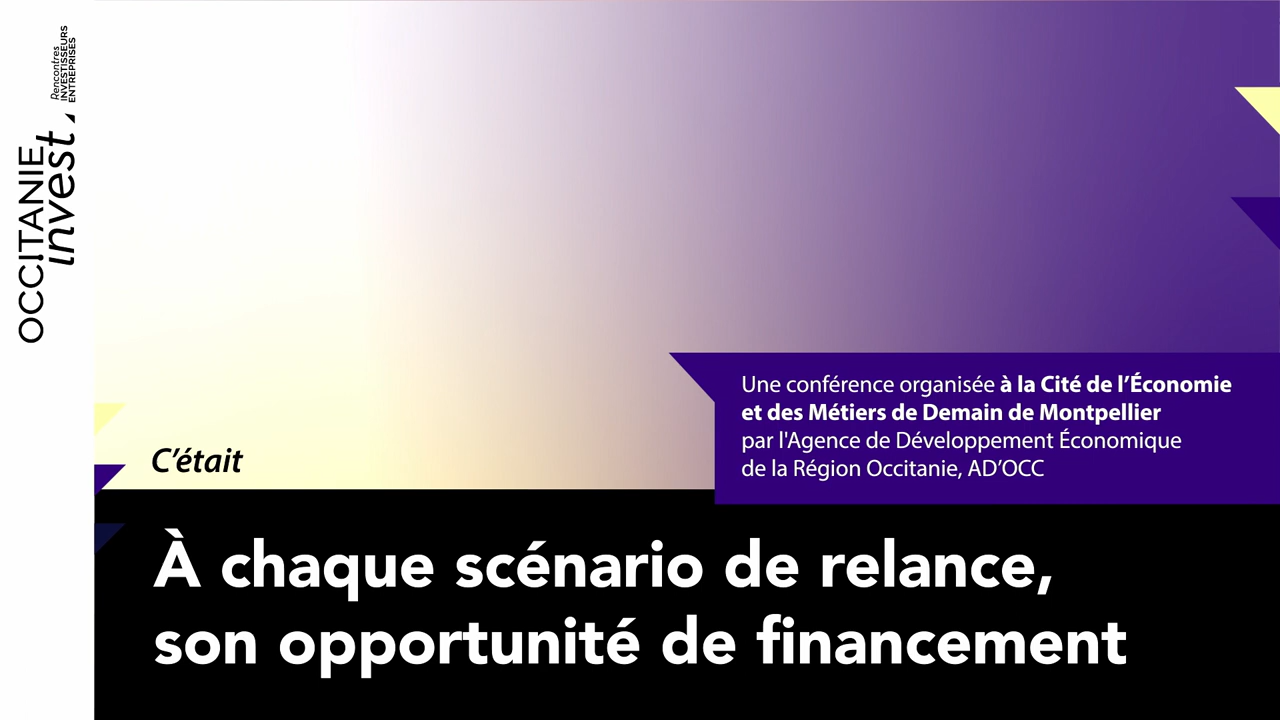 OCCITANIE
invest
Rencontres
INVESTISSEURS
ENTREPRISES
Une conférence organisée à la Cité de l’Économie
et des Métiers de Demain de Montpellier
par l'Agence de Développement Économique
de la Région Occitanie, AD’OCC
C’était
À chaque scénario de relance,
son opportunité de financement